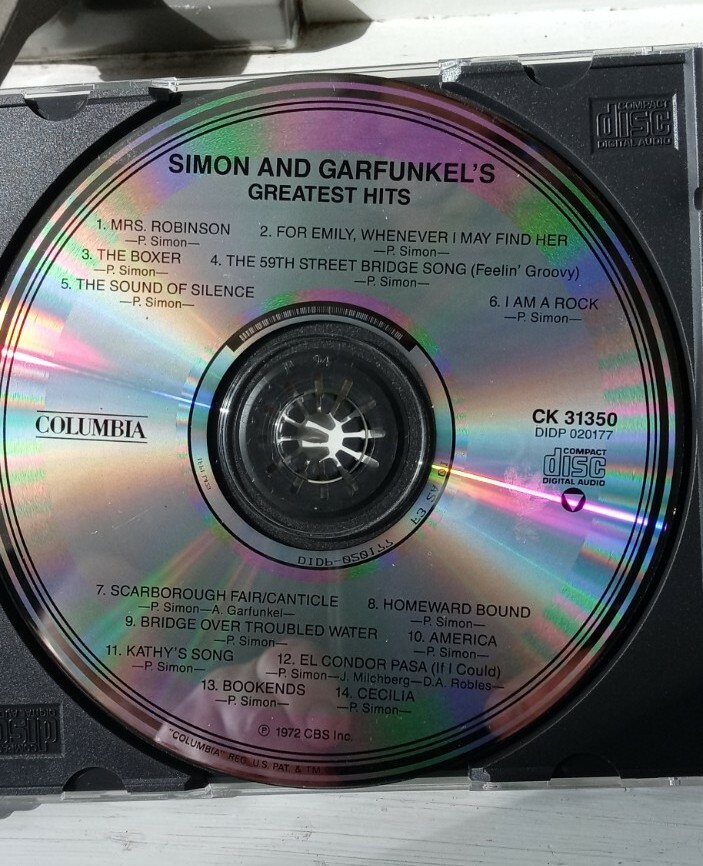 COMPACT
disc
DIGITAL AUDIO
SIMON AND GARFUNKEL'S
GREATEST HITS
1. MRS. ROBINSON
—P. Simon—
2. FOR EMILY, WHENEVER I MAY FIND HER
—P. Simon—
3. THE BOXER
—P. Simon—
4. THE 59TH STREET BRIDGE SONG (Feelin' Groovy)
—P. Simon—
5. THE SOUND OF SILENCE
—P. Simon—
6. I AM A ROCK
—P. Simon—
COLUMBIA
CK 31350
DIDP 020177
COMPACT
disc
DIGITAL AUDIO
7. SCARBOROUGH FAIR/CANTICLE
—P. Simon—A. Garfunkel—
8. HOMEWARD BOUND
—P. Simon—
9. BRIDGE OVER TROUBLED WATER
—P. Simon—
10. AMERICA
—P. Simon—
11. KATHY'S SONG
—P. Simon—
12. EL CONDOR PASA (If I Could)
—P. Simon—J. Milchberg—D.A. Robles—
13. BOOKENDS
—P. Simon—
14. CECILIA
—P. Simon—
℗ 1972 CBS Inc.
"COLUMBIA" REG. U.S. PAT. & TM.
COMPACT
disc